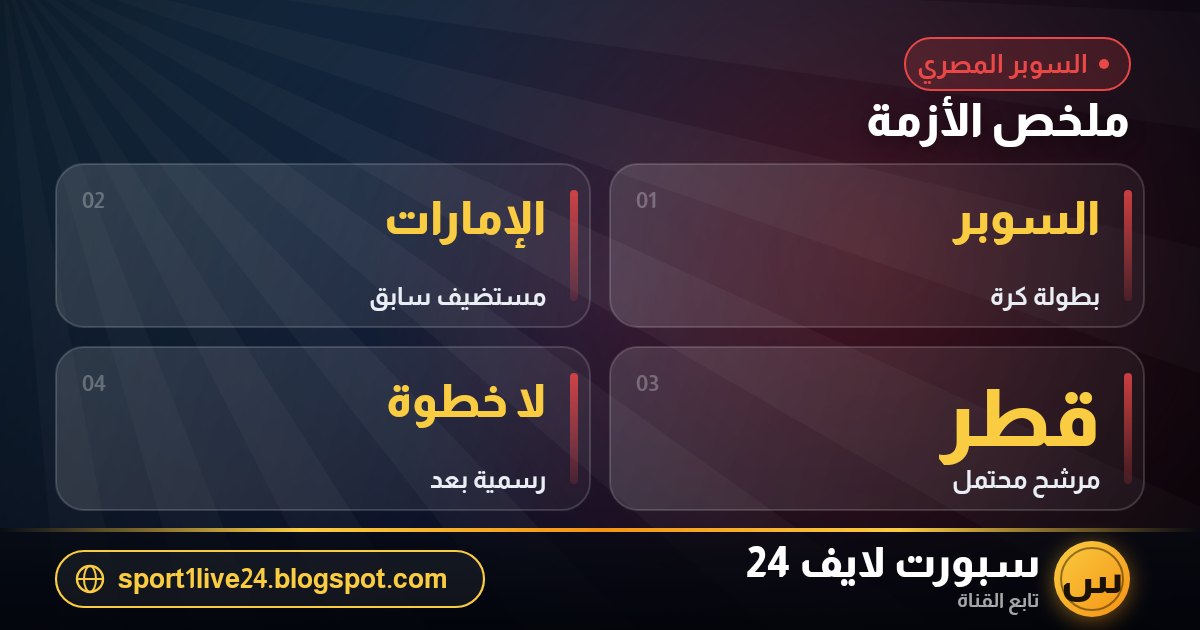 السوبر المصري
ملخص الأزمة
01
السوبر
بطولة كرة
02
الإمارات
مستضيف سابق
03
قطر
مرشح محتمل
04
لا خطوة
رسمية بعد
س
سبورت لايف 24
تابع القناة
sport1live24.blogspot.com